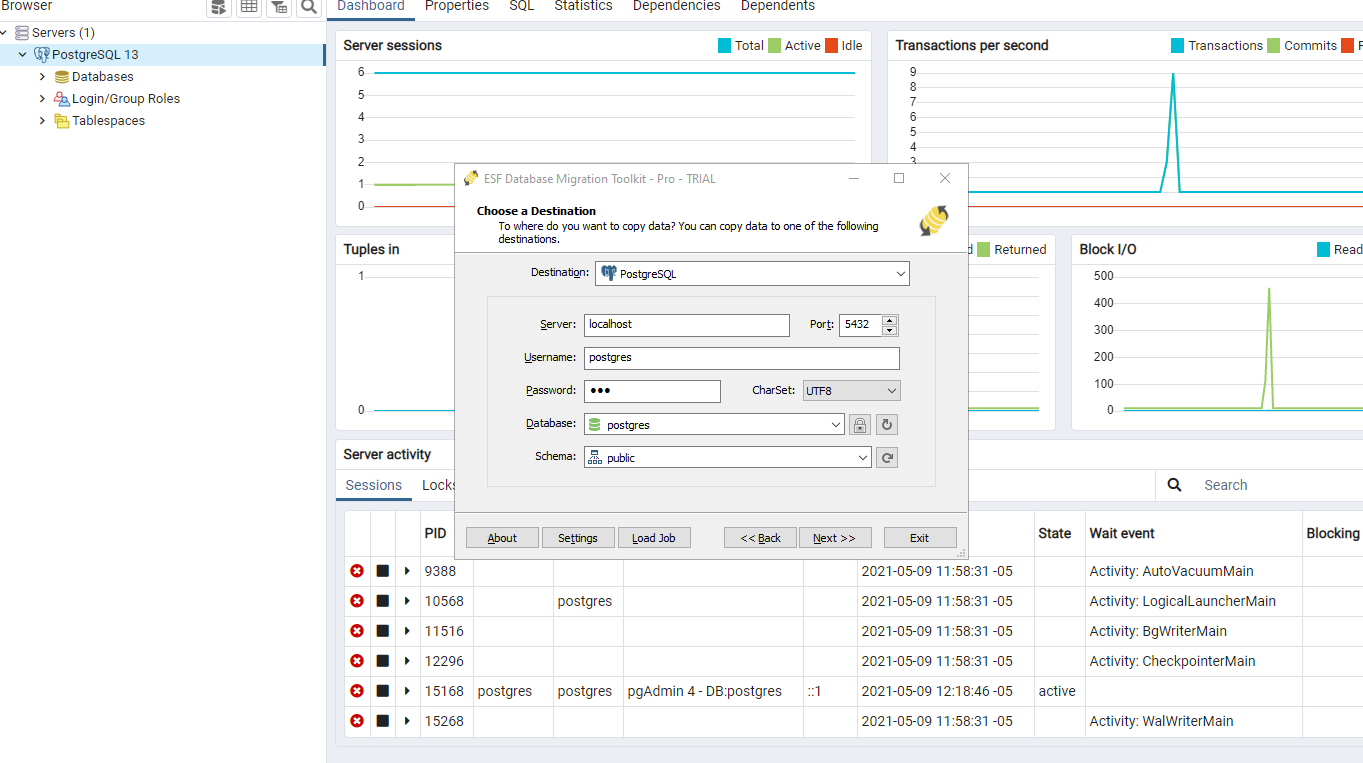 Browser
Dashboard Properties SQL Statistics Dependencies Dependents
Servers (1)
PostgreSQL 13
Databases
Login/Group Roles
Tablespaces
Server sessions
Total Active Idle
6
5
4
3
2
1
0
Transactions per second
Transactions Commits
9
8
7
6
5
4
3
Tuples in
1
0
Returned
Block I/O
Read
500
400
300
200
100
0
ESF Database Migration Toolkit - Pro - TRIAL
Choose a Destination
To where do you want to copy data? You can copy data to one of the following
destinations.
Destination: PostgreSQL
Server: localhost Port: 5432
Username: postgres
Password: ●●● CharSet: UTF8
Database: postgres
Schema: public
About Settings Load Job << Back Next >> Exit
Server activity
Sessions Locks
Search
PID State Wait event Blocking
9388 2021-05-09 11:58:31 -05 Activity: AutoVacuumMain
10568 postgres 2021-05-09 11:58:31 -05 Activity: LogicalLauncherMain
11516 2021-05-09 11:58:31 -05 Activity: BgWriterMain
12296 2021-05-09 11:58:31 -05 Activity: CheckpointerMain
15168 postgres postgres pgAdmin 4 - DB:postgres ::1 2021-05-09 12:18:46 -05 active
15268 2021-05-09 11:58:31 -05 Activity: WalWriterMain